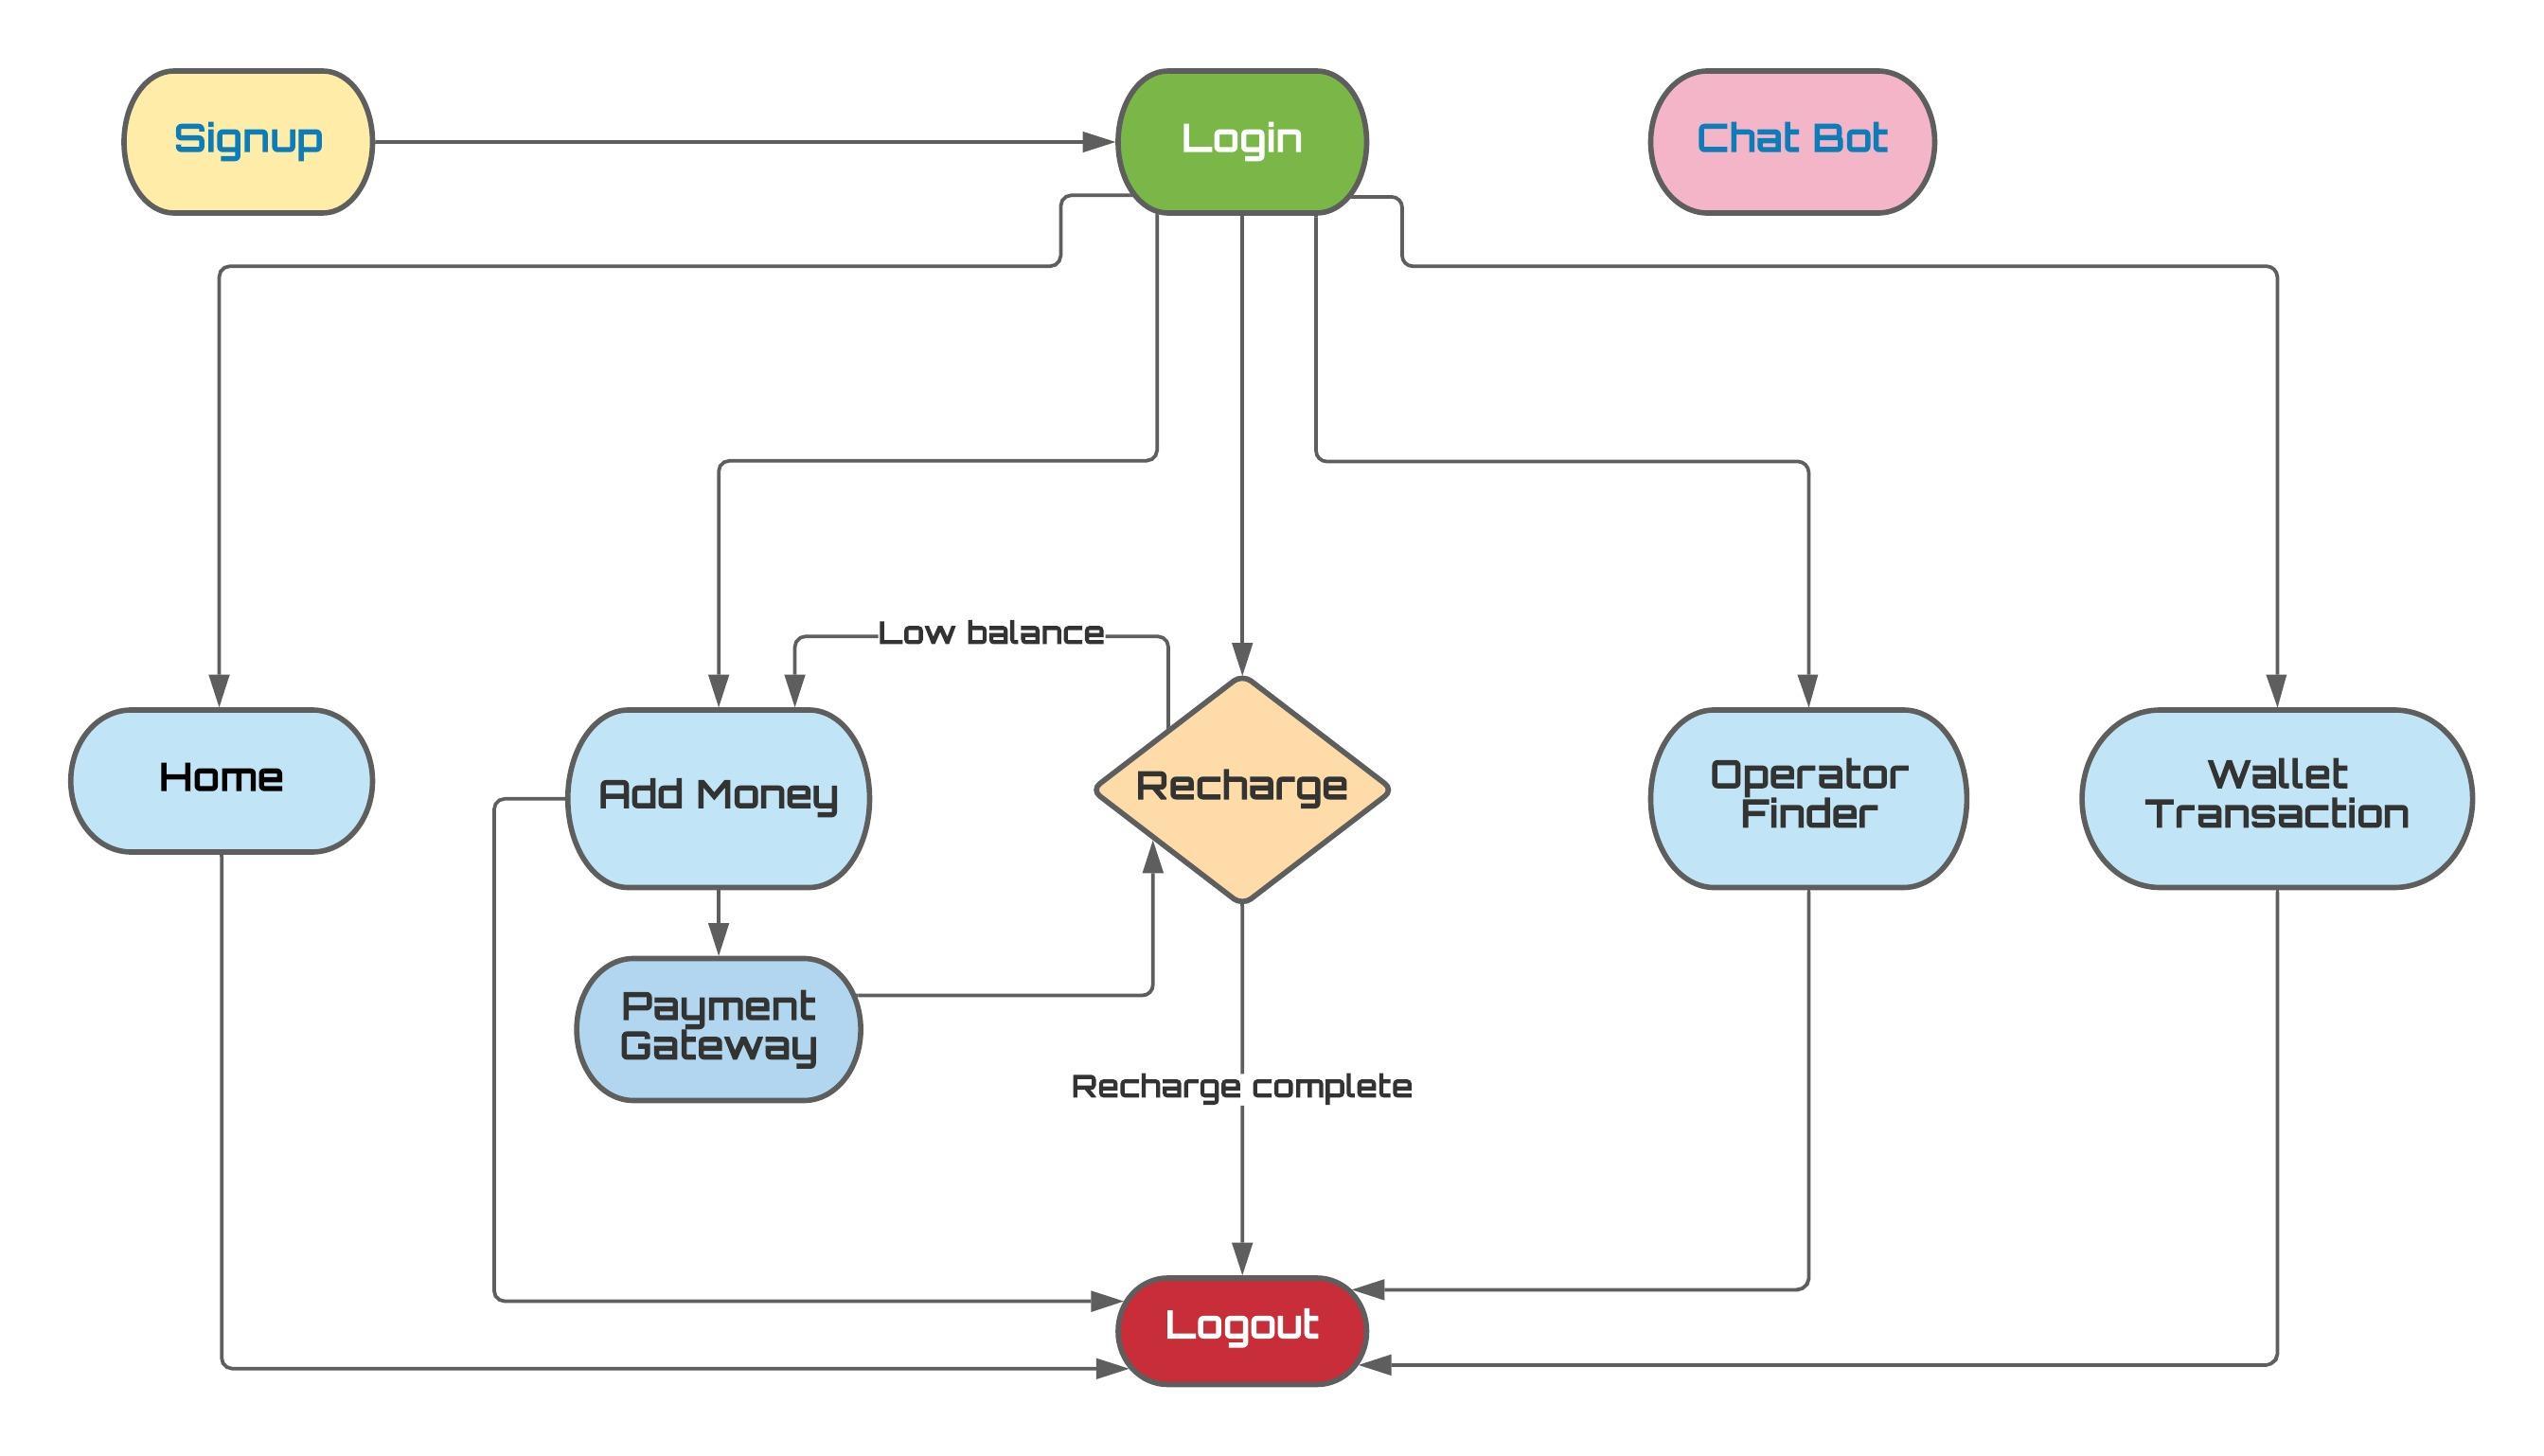 Signup
Login
Chat Bot
Low balance
Home
Add Money
Recharge
Operator
Finder
Wallet
Transaction
Payment
Gateway
Recharge complete
Logout